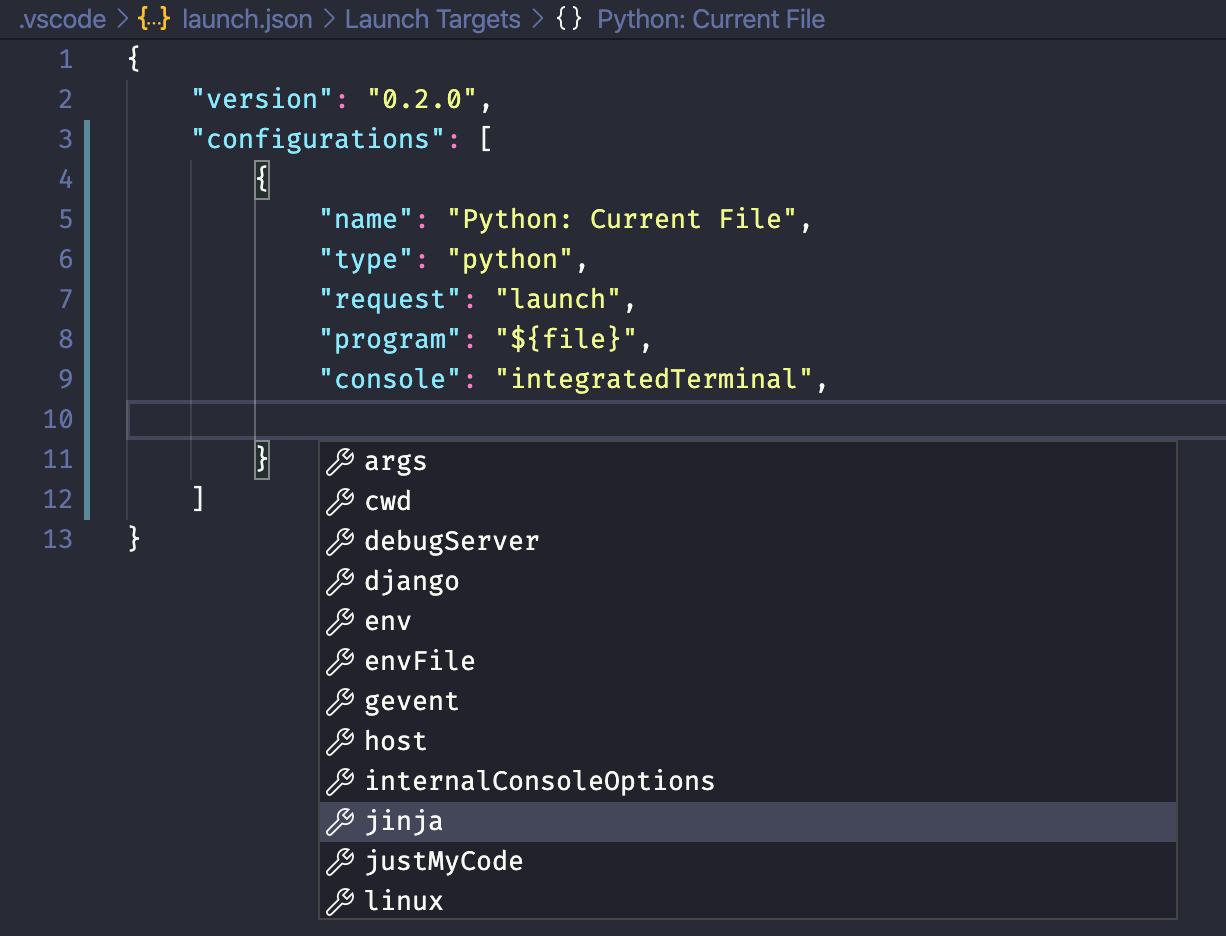 .vscode > {..} launch.json > Launch Targets > {} Python: Current File
1 {
2 "version": "0.2.0",
3 "configurations": [
4 {
5 "name": "Python: Current File",
6 "type": "python",
7 "request": "launch",
8 "program": "${file}",
9 "console": "integratedTerminal",
10
11 }
12 ]
13 }
args
cwd
debugServer
django
env
envFile
gevent
host
internalConsoleOptions
jinja
justMyCode
linux